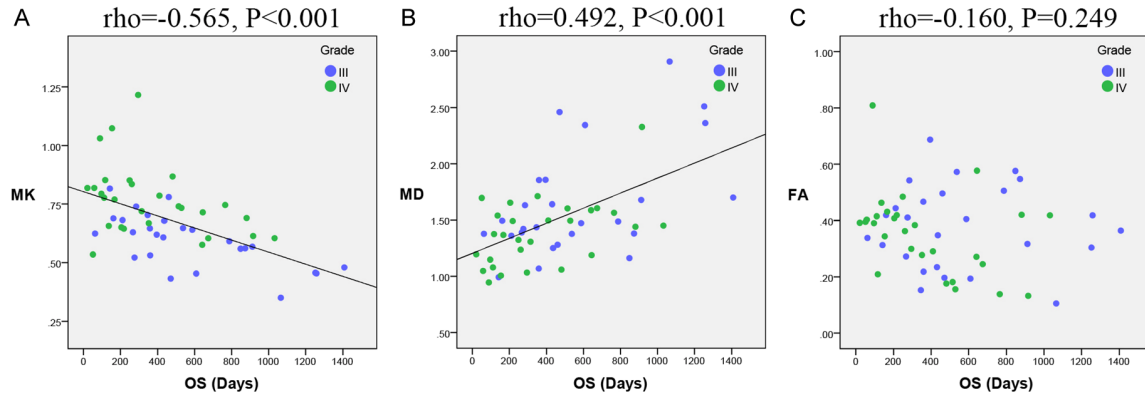 A rho=-0.565, P<0.001
Grade
III
IV
1.25
1.00
.75
.50
.25
MK
0 200 400 600 800 1000 1200 1400
OS (Days)
B rho=0.492, P<0.001
Grade
III
IV
3.00
2.50
2.00
1.50
1.00
.50
MD
0 200 400 600 800 1000 1200 1400
OS (Days)
C rho=-0.160, P=0.249
Grade
III
IV
1.00
.80
.60
.40
.20
.00
FA
0 200 400 600 800 1000 1200 1400
OS (Days)